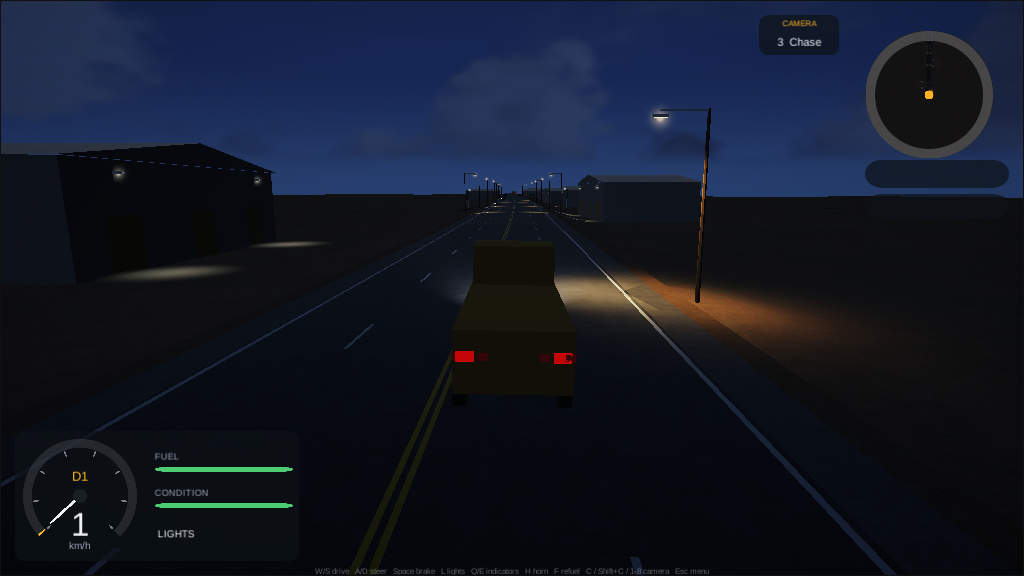 CAMERA
3 Chase
D1
1
km/h
FUEL
CONDITION
LIGHTS
W/S drive A/D steer Space brake L lights Q/E indicators H horn F refuel C / Shift+C / 1-8 camera Esc menu